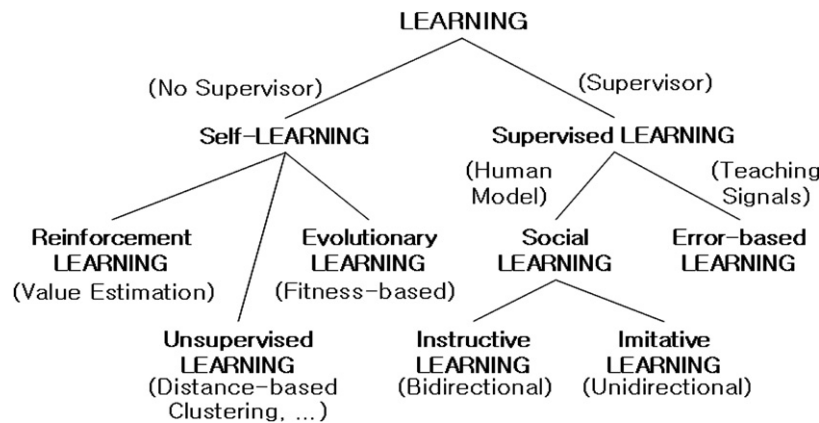 LEARNING
(No Supervisor)
(Supervisor)
Self-LEARNING
Supervised LEARNING
(Human
Model)
(Teaching
Signals)
Reinforcement
LEARNING
(Value Estimation)
Evolutionary
LEARNING
(Fitness-based)
Social
LEARNING
Error-based
LEARNING
Unsupervised
LEARNING
(Distance-based
Clustering, ...)
Instructive
LEARNING
(Bidirectional)
Imitative
LEARNING
(Unidirectional)